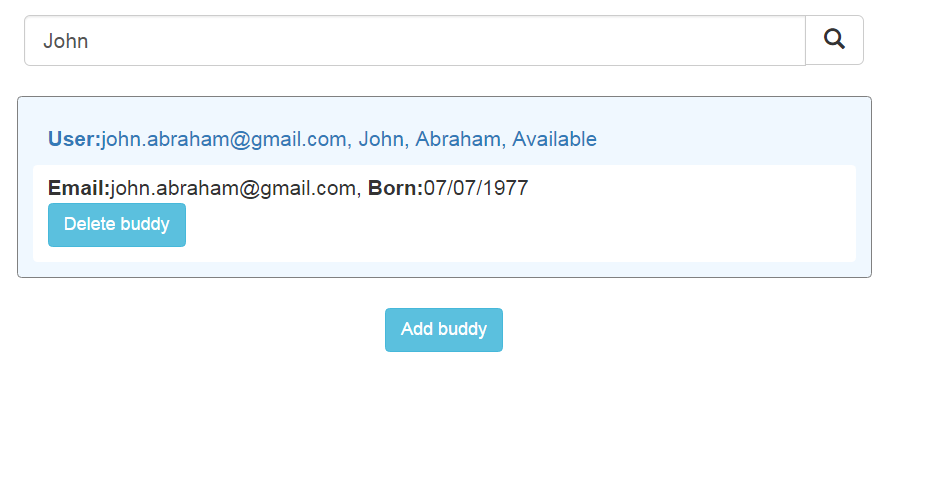 John
User:john.abraham@gmail.com, John, Abraham, Available
Email:john.abraham@gmail.com, Born:07/07/1977
Delete buddy
Add buddy